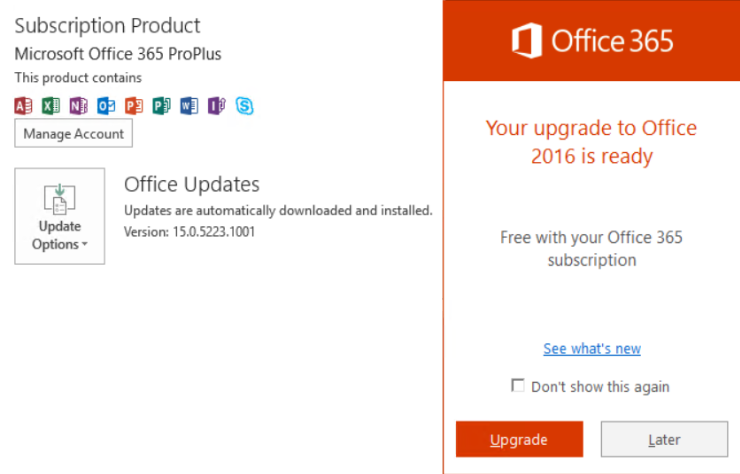 Subscription Product
Microsoft Office 365 ProPlus
This product contains
Manage Account
Update
Options
Office Updates
Updates are automatically downloaded and installed.
Version: 15.0.5223.1001
Office 365
Your upgrade to Office
2016 is ready
Free with your Office 365
subscription
See what's new
Don't show this again
Upgrade
Later